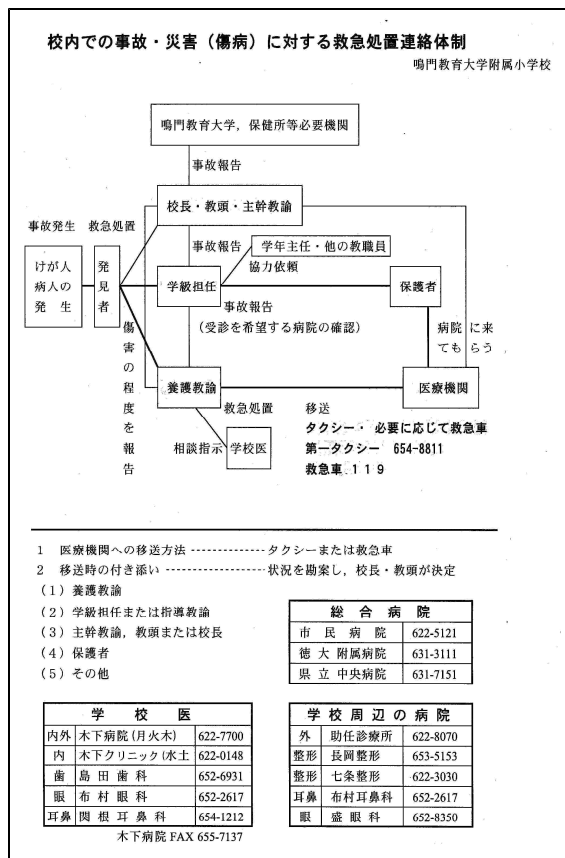 校内での事故・災害（傷病）に対する救急処置連絡体制
鳴門教育大学附属小学校
鳴門教育大学，保健所等必要機関
事故報告
校長・教頭・主幹教諭
事故発生 救急処置
事故報告
学年主任・他の教職員
協力依頼
けが人
病人の
発 生
発見者
学級担任
保護者
事故報告
（受診を希望する病院の確認）
病院に来
てもらう
傷害の程度を報告
養護教諭
医療機関
救急処置
移送
タクシー・ 必要に応じて救急車
相談指示
学校医
第一タクシー 654-8811
救急車 １１９
1 医療機関への移送方法 ------------- タクシーまたは救急車
2 移送時の付き添い ----------------- 状況を勘案し，校長・教頭が決定
(1) 養護教諭
(2) 学級担任または指導教諭
(3) 主幹教諭，教頭または校長
(4) 保護者
(5) その他
総 合 病 院
市 民 病 院 622-5121
徳 大 附属病院 631-3111
県 立 中央病院 631-7151
学 校 医
内外 木下病院(月火木) 622-7700
内 木下クリニック(水土 622-0148
歯 島 田 歯 科 652-6931
眼 布 村 眼 科 652-2617
耳鼻 関 根 耳 鼻 科 654-1212
木下病院 FAX 655-7137
学 校 周 辺 の 病 院
外 助任診療所 622-8070
整形 長岡整形 653-5153
整形 七条整形 622-3030
耳鼻 布村耳鼻科 652-2617
眼 盛眼科 652-8350